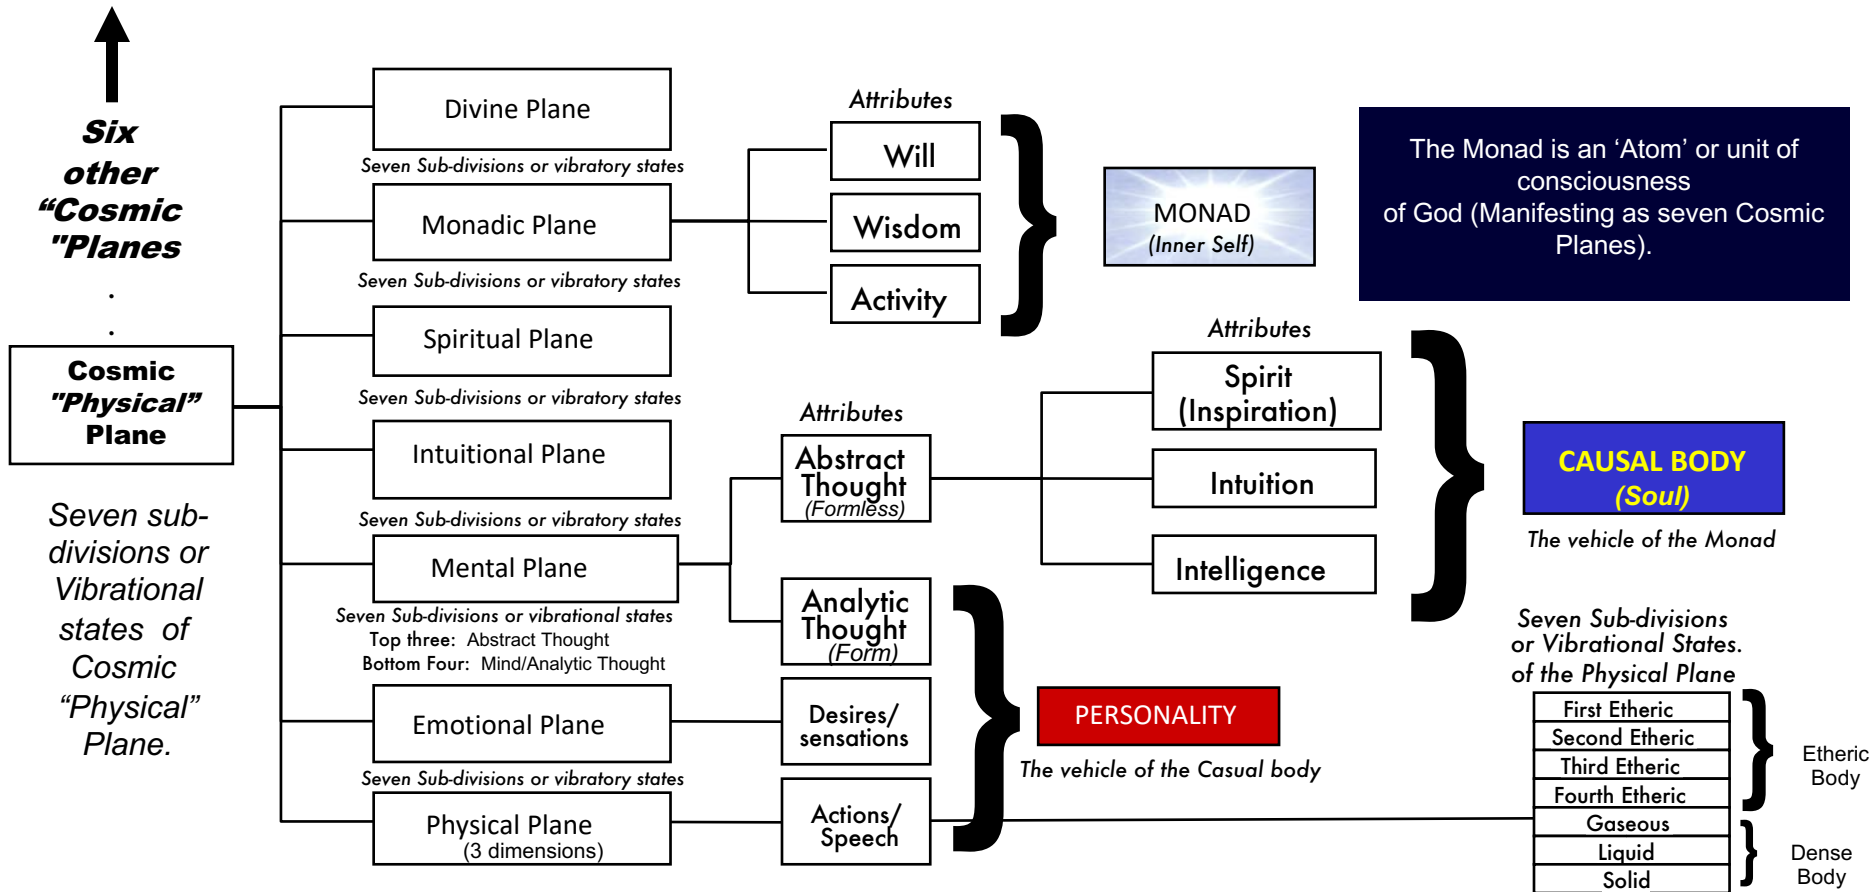 Six
other
“Cosmic
"Planes
.
.
Cosmic
"Physical”
Plane
Seven sub-
divisions or
Vibrational
states of
Cosmic
“Physical”
Plane.
Divine Plane
Seven Sub-divisions or vibratory states
Monadic Plane
Seven Sub-divisions or vibratory states
Spiritual Plane
Seven Sub-divisions or vibratory states
Intuitional Plane
Seven Sub-divisions or vibratory states
Mental Plane
Seven Sub-divisions or vibrational states
Top three: Abstract Thought
Bottom Four: Mind/Analytic Thought
Emotional Plane
Seven Sub-divisions or vibratory states
Physical Plane
(3 dimensions)
Attributes
Will
Wisdom
Activity
MONAD
(Inner Self)
The Monad is an ‘Atom’ or unit of
consciousness
of God (Manifesting as seven Cosmic
Planes).
Attributes
Abstract
Thought
(Formless)
Analytic
Thought
(Form)
Desires/
sensations
Actions/
Speech
Attributes
Spirit
(Inspiration)
Intuition
Intelligence
CAUSAL BODY
(Soul)
The vehicle of the Monad
PERSONALITY
The vehicle of the Casual body
Seven Sub-divisions
or Vibrational States.
of the Physical Plane
First Etheric
Second Etheric
Third Etheric
Fourth Etheric
Gaseous
Liquid
Solid
Etheric
Body
Dense
Body